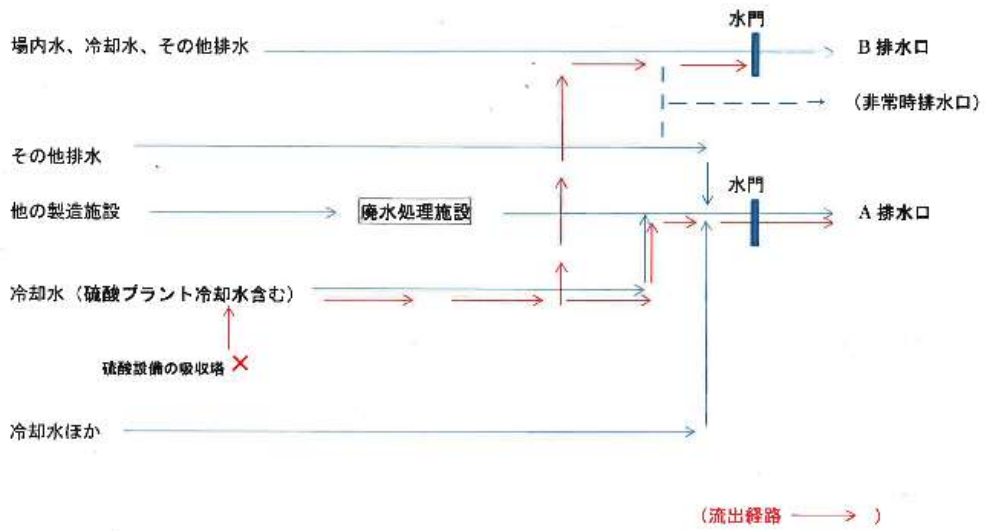 水門
場内水、冷却水、その他排水
B 排水口
(非常時排水口)
その他排水
水門
他の製造施設
廃水処理施設
A 排水口
冷却水（硫酸プラント冷却水含む）
硫酸設備の吸収塔
冷却水ほか
(流出経路 )